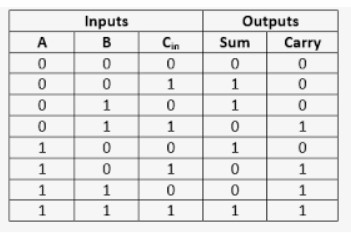 Inputs Outputs
A B Cin Sum Carry
0 0 0 0 0
0 0 1 1 0
0 1 0 1 0
0 1 1 0 1
1 0 0 1 0
1 0 1 0 1
1 1 0 0 1
1 1 1 1 1